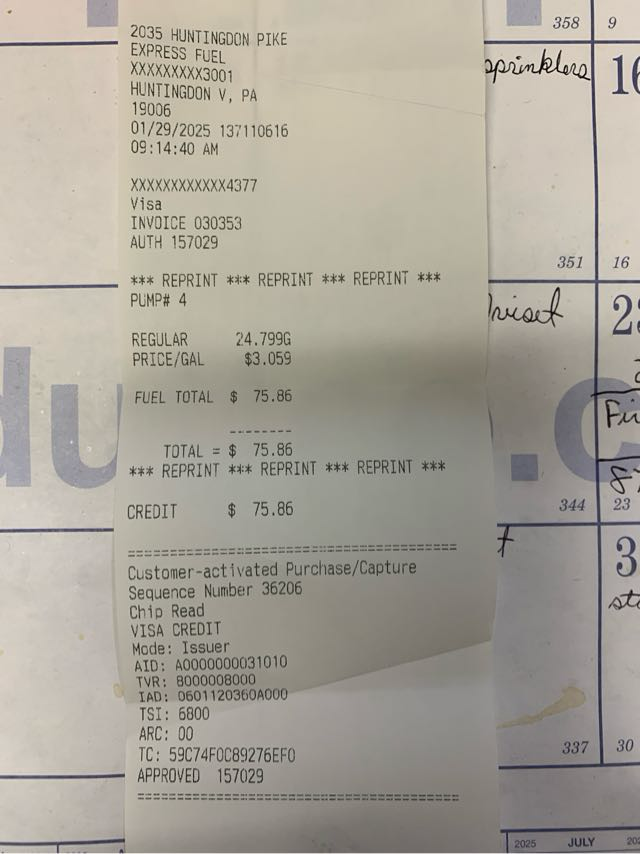 2035 HUNTINGDON PIKE
EXPRESS FUEL
XXXXXXXXX3001
HUNTINGDON V, PA
19006
01/29/2025 137110616
09:14:40 AM
XXXXXXXXXXXX4377
Visa
INVOICE 030353
AUTH 157029
*** REPRINT *** REPRINT *** REPRINT ***
PUMP# 4
REGULAR 24.799G
PRICE/GAL $3.059
FUEL TOTAL $ 75.86
--------
TOTAL = $ 75.86
*** REPRINT *** REPRINT *** REPRINT ***
CREDIT $ 75.86
=======================================
Customer-activated Purchase/Capture
Sequence Number 36206
Chip Read
VISA CREDIT
Mode: Issuer
AID: A0000000031010
TVR: 8000008000
IAD: 0601120360A000
TSI: 6800
ARC: 00
TC: 59C74F0C89276EF0
APPROVED 157029
=======================================
358 9
sprinklers 16
351 16
344 23
337 30
2025 JULY